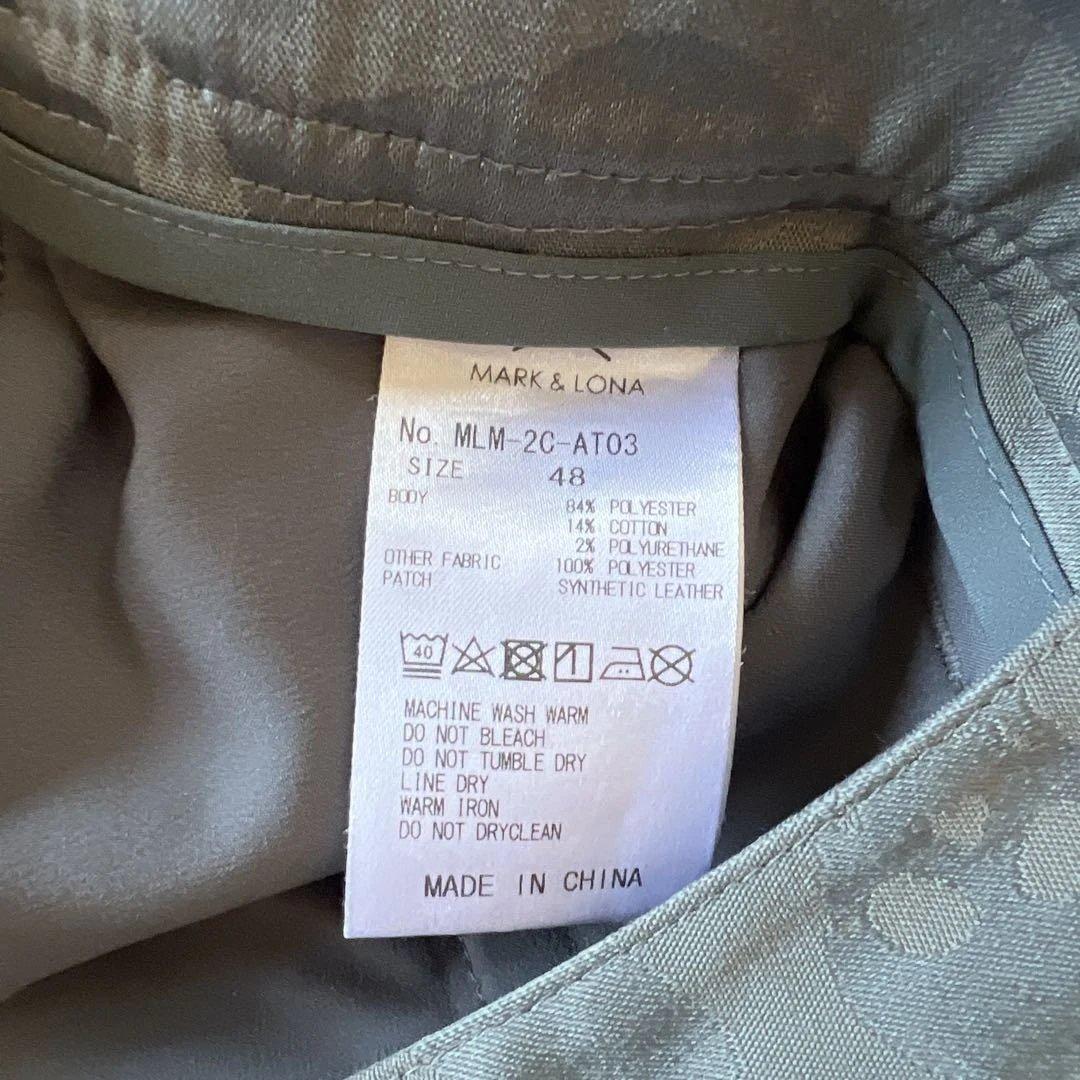 MARK & LONA
No. MLM-2C-AT03
SIZE 48
BODY 84% POLYESTER
14% COTTON
2% POLYURETHANE
OTHER FABRIC 100% POLYESTER
PATCH SYNTHETIC LEATHER
40
MACHINE WASH WARM
DO NOT BLEACH
DO NOT TUMBLE DRY
LINE DRY
WARM IRON
DO NOT DRYCLEAN
MADE IN CHINA